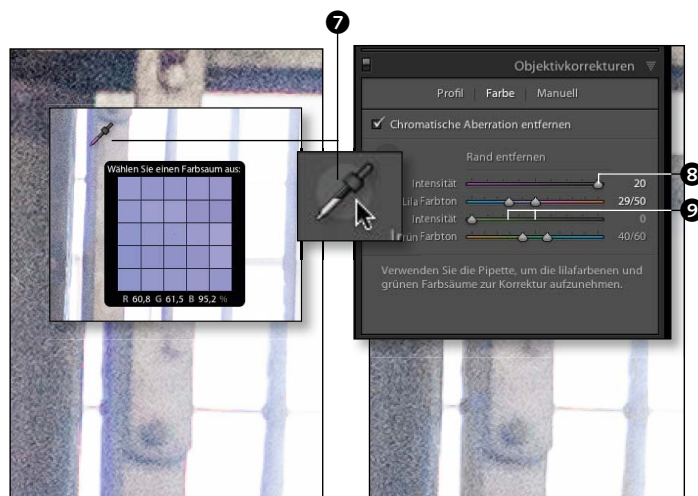 7
Wählen Sie einen Farbsaum aus:
R 60,8 G 61,5 B 95,2 %
Objektivkorrekturen
Profil | Farbe | Manuell
Chromatische Aberration entfernen
Rand entfernen
Intensität 20
8
Lila Farbton 29/50
9
Intensität 0
Farbton 40/60
Verwenden Sie die Pipette, um die lilafarbenen und
grünen Farbsäume zur Korrektur aufzunehmen.